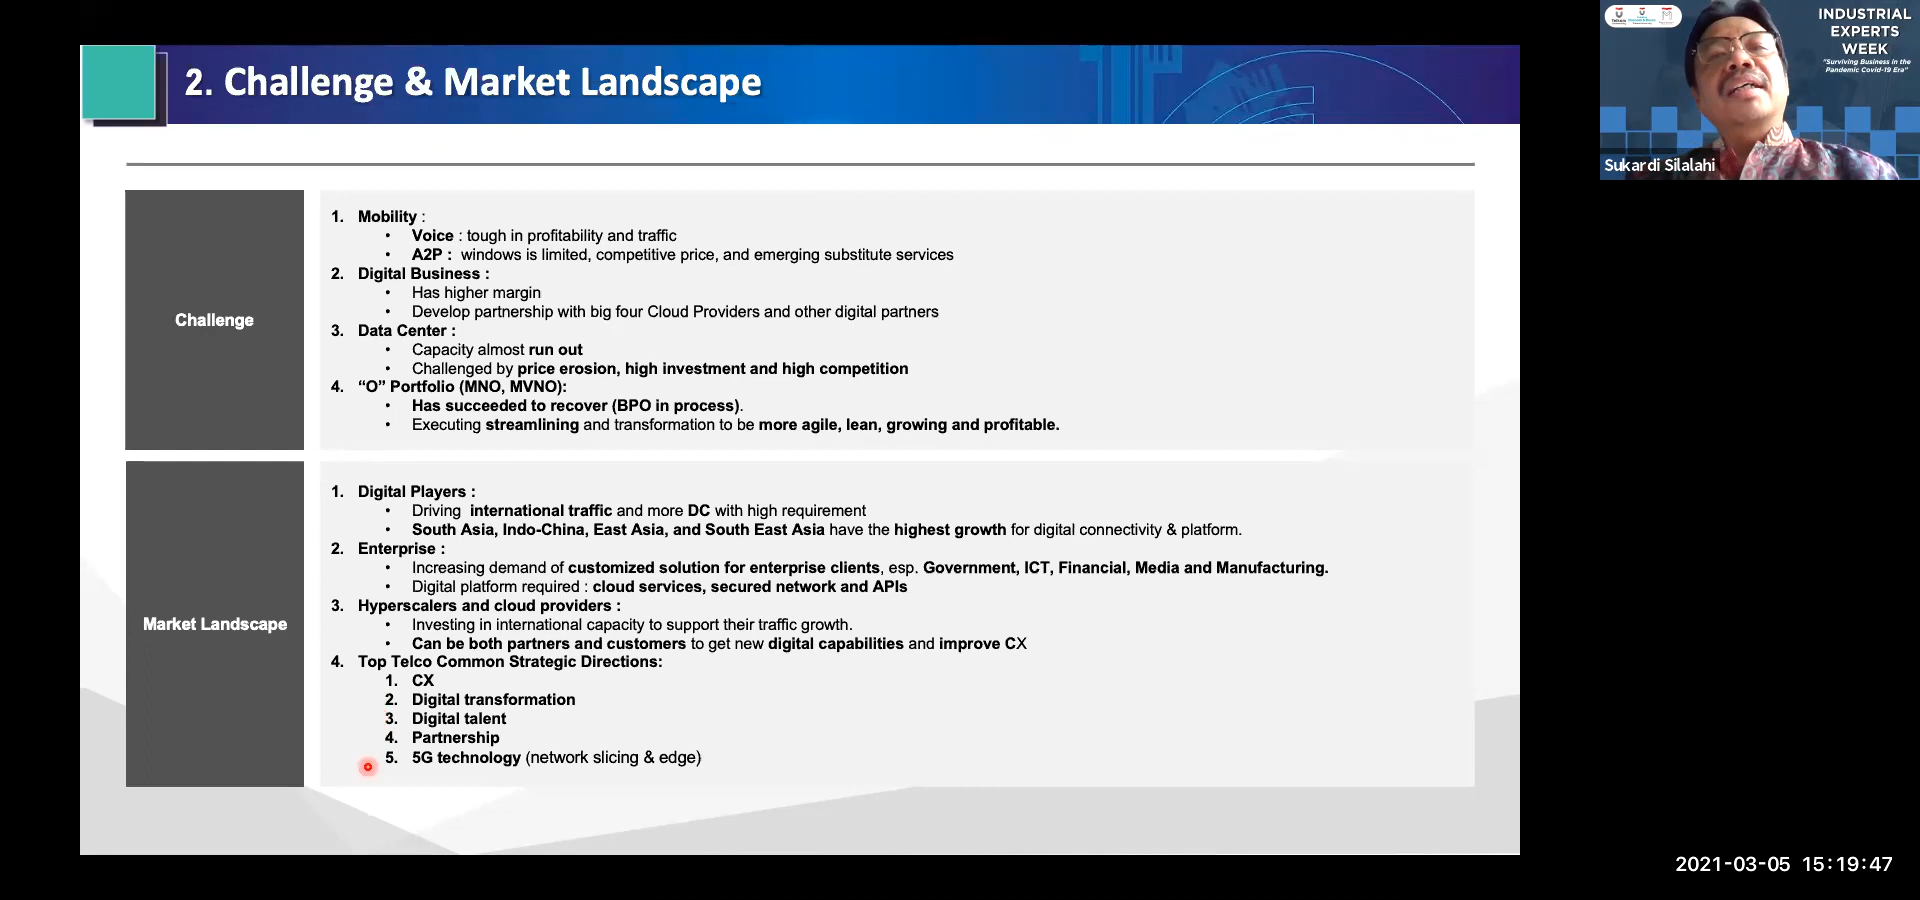 2. Challenge & Market Landscape
Challenge
1. Mobility :
• Voice : tough in profitability and traffic
• A2P : windows is limited, competitive price, and emerging substitute services
2. Digital Business :
• Has higher margin
• Develop partnership with big four Cloud Providers and other digital partners
3. Data Center :
• Capacity almost run out
• Challenged by price erosion, high investment and high competition
4. “O” Portfolio (MNO, MVNO):
• Has succeeded to recover (BPO in process).
• Executing streamlining and transformation to be more agile, lean, growing and profitable.
Market Landscape
1. Digital Players :
• Driving international traffic and more DC with high requirement
• South Asia, Indo-China, East Asia, and South East Asia have the highest growth for digital connectivity & platform.
2. Enterprise :
• Increasing demand of customized solution for enterprise clients, esp. Government, ICT, Financial, Media and Manufacturing.
• Digital platform required : cloud services, secured network and APIs
3. Hyperscalers and cloud providers :
• Investing in international capacity to support their traffic growth.
• Can be both partners and customers to get new digital capabilities and improve CX
4. Top Telco Common Strategic Directions:
1. CX
2. Digital transformation
3. Digital talent
4. Partnership
5. 5G technology (network slicing & edge)
INDUSTRIAL
EXPERTS
WEEK
"Surviving Business in the
Pandemic Covid-19 Era"
Sukardi Silalahi
2021-03-05 15:19:47